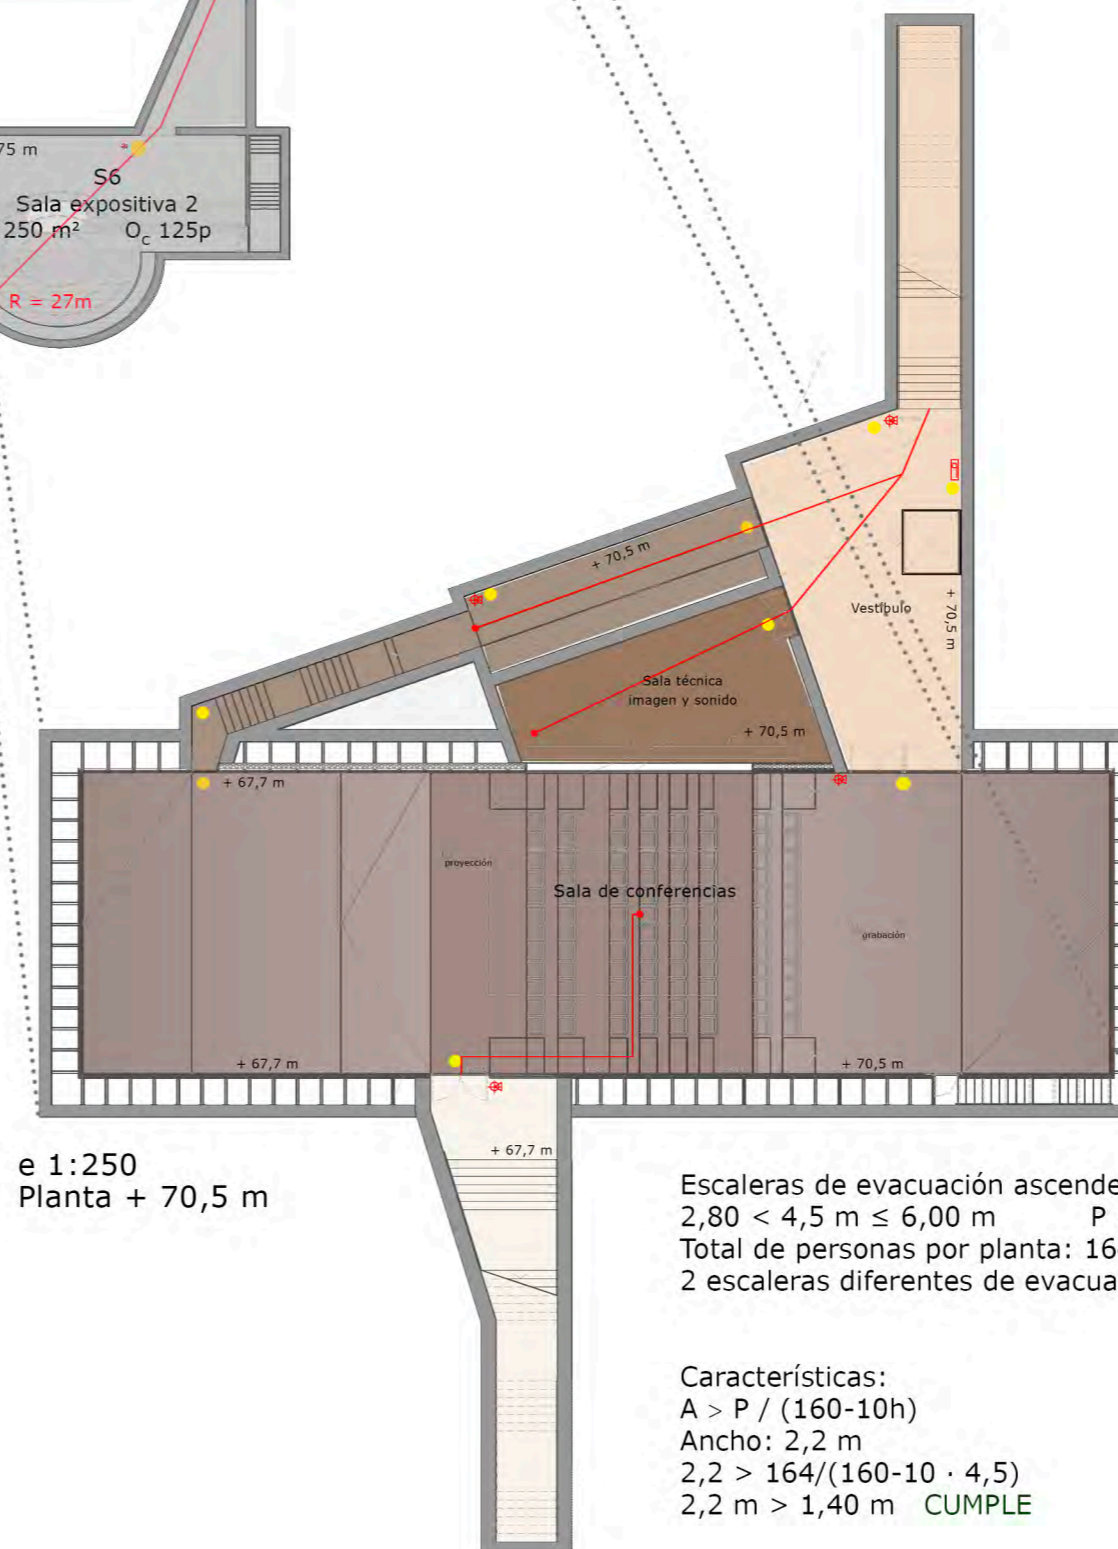 75 m
S6
Sala expositiva 2
250 m² Oc 125p
R = 27m
+ 70,5 m
Vestíbulo
+ 70,5 m
Sala técnica
imagen y sonido
+ 70,5 m
+ 67,7 m
proyección
Sala de conferencias
grabación
+ 67,7 m
+ 70,5 m
+ 67,7 m
e 1:250
Planta + 70,5 m
Escaleras de evacuación ascende
2,80 < 4,5 m ≤ 6,00 m P
Total de personas por planta: 16
2 escaleras diferentes de evacua
Características:
A > P / (160-10h)
Ancho: 2,2 m
2,2 > 164/(160-10 · 4,5)
2,2 m > 1,40 m CUMPLE